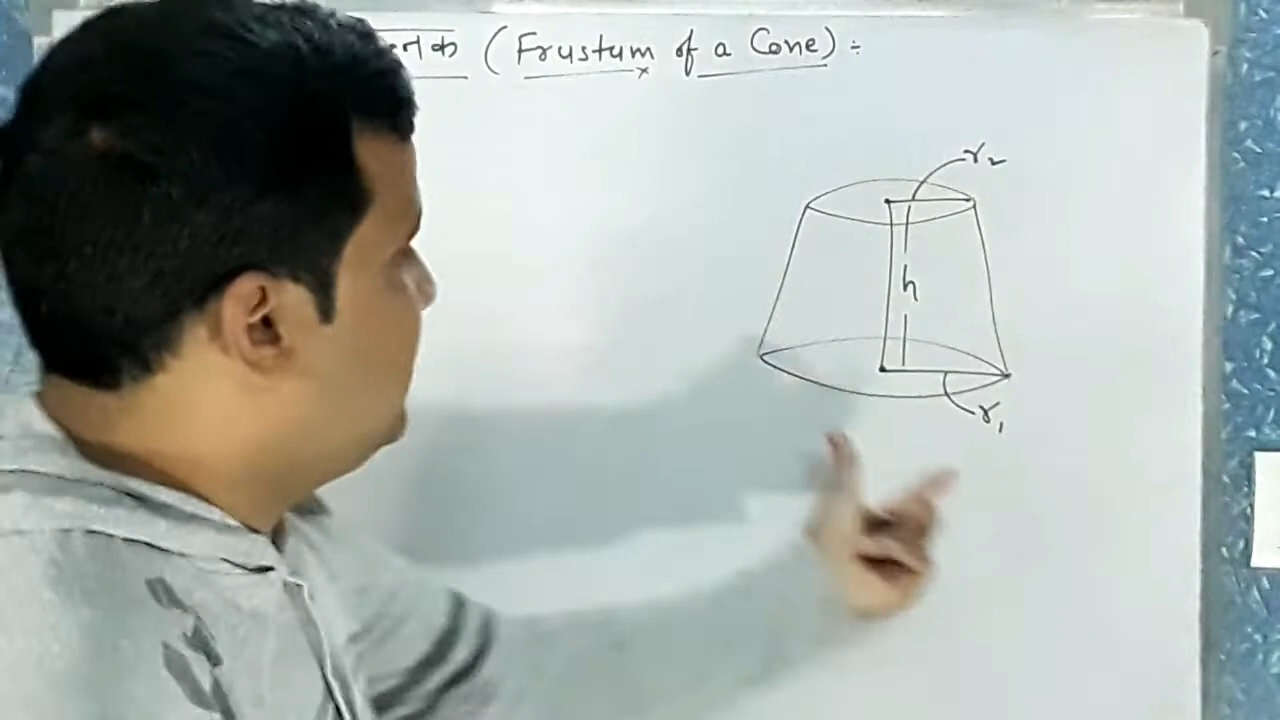 (Frustum of a Cone) :-
r₂
h
r₁